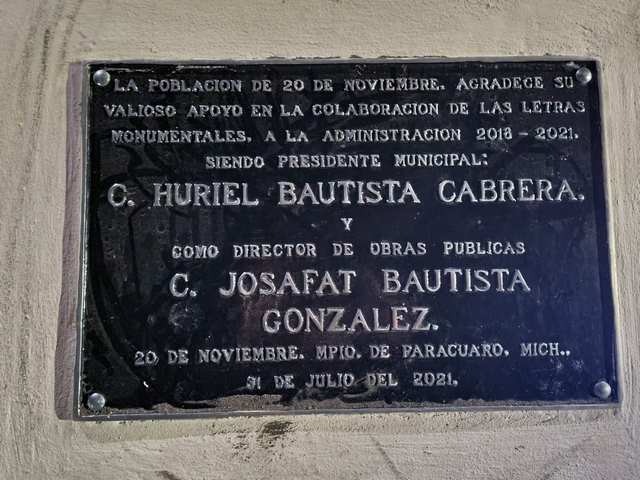 LA POBLACION DE 20 DE NOVIEMBRE. AGRADECE SU
VALIOSO APOYO EN LA COLABORACION DE LAS LETRAS
MONUMENTALES. A LA ADMINISTRACION 2018 - 2021.
SIENDO PRESIDENTE MUNICIPAL:
C. HURIEL BAUTISTA CABRERA.
Y
COMO DIRECTOR DE OBRAS PUBLICAS
C. JOSAFAT BAUTISTA
GONZALEZ.
20 DE NOVIEMBRE. MPIO. DE PARACUARO. MICH..
31 DE JULIO DEL 2021.